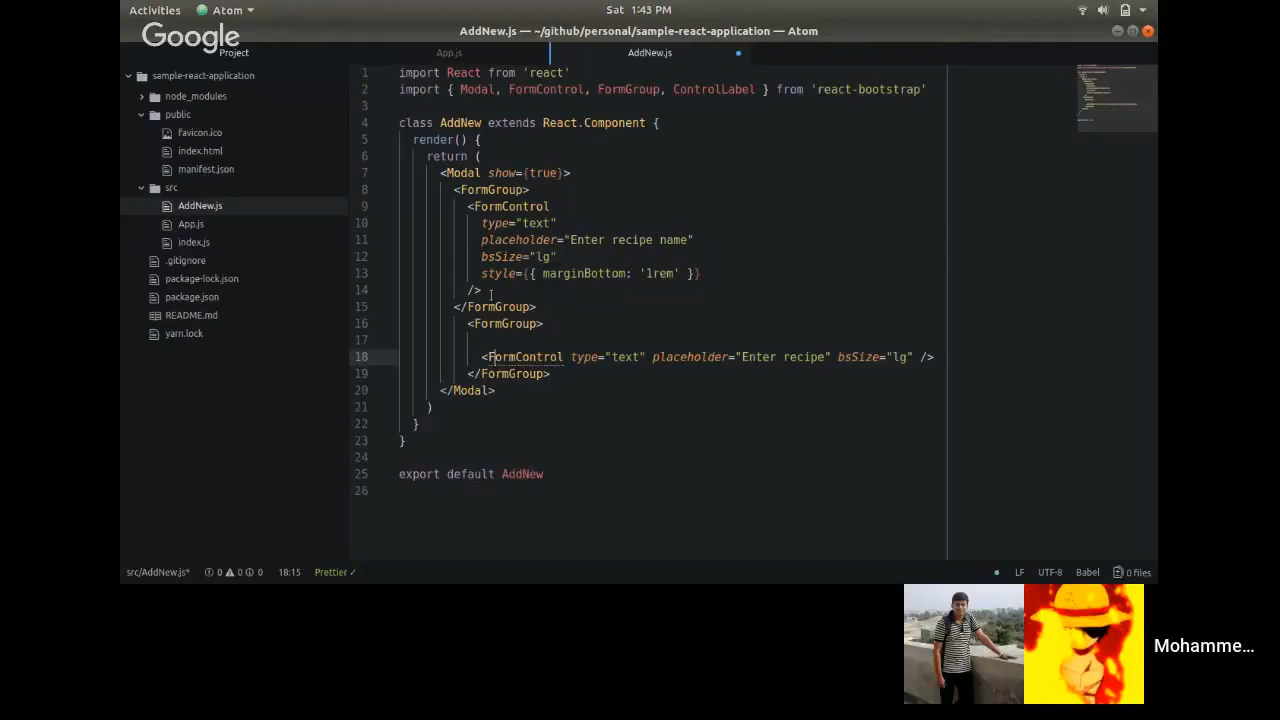 Activities Atom Sat 1:43 PM
AddNew.js — ~/github/personal/sample-react-application — Atom
Google
Project App.js AddNew.js
sample-react-application
node_modules
public
favicon.ico
index.html
manifest.json
src
AddNew.js
App.js
index.js
.gitignore
package-lock.json
package.json
README.md
yarn.lock
1 import React from 'react'
2 import { Modal, FormControl, FormGroup, ControlLabel } from 'react-bootstrap'
3
4 class AddNew extends React.Component {
5 render() {
6 return (
7 <Modal show={true}>
8 <FormGroup>
9 <FormControl
10 type="text"
11 placeholder="Enter recipe name"
12 bsSize="lg"
13 style={{ marginBottom: '1rem' }}
14 />
15 </FormGroup>
16 <FormGroup>
17
18 <FormControl type="text" placeholder="Enter recipe" bsSize="lg" />
19 </FormGroup>
20 </Modal>
21 )
22 }
23 }
24
25 export default AddNew
26
src/AddNew.js* 0 0 0 18:15 Prettier ✓ LF UTF-8 Babel 0 files
Mohamme...